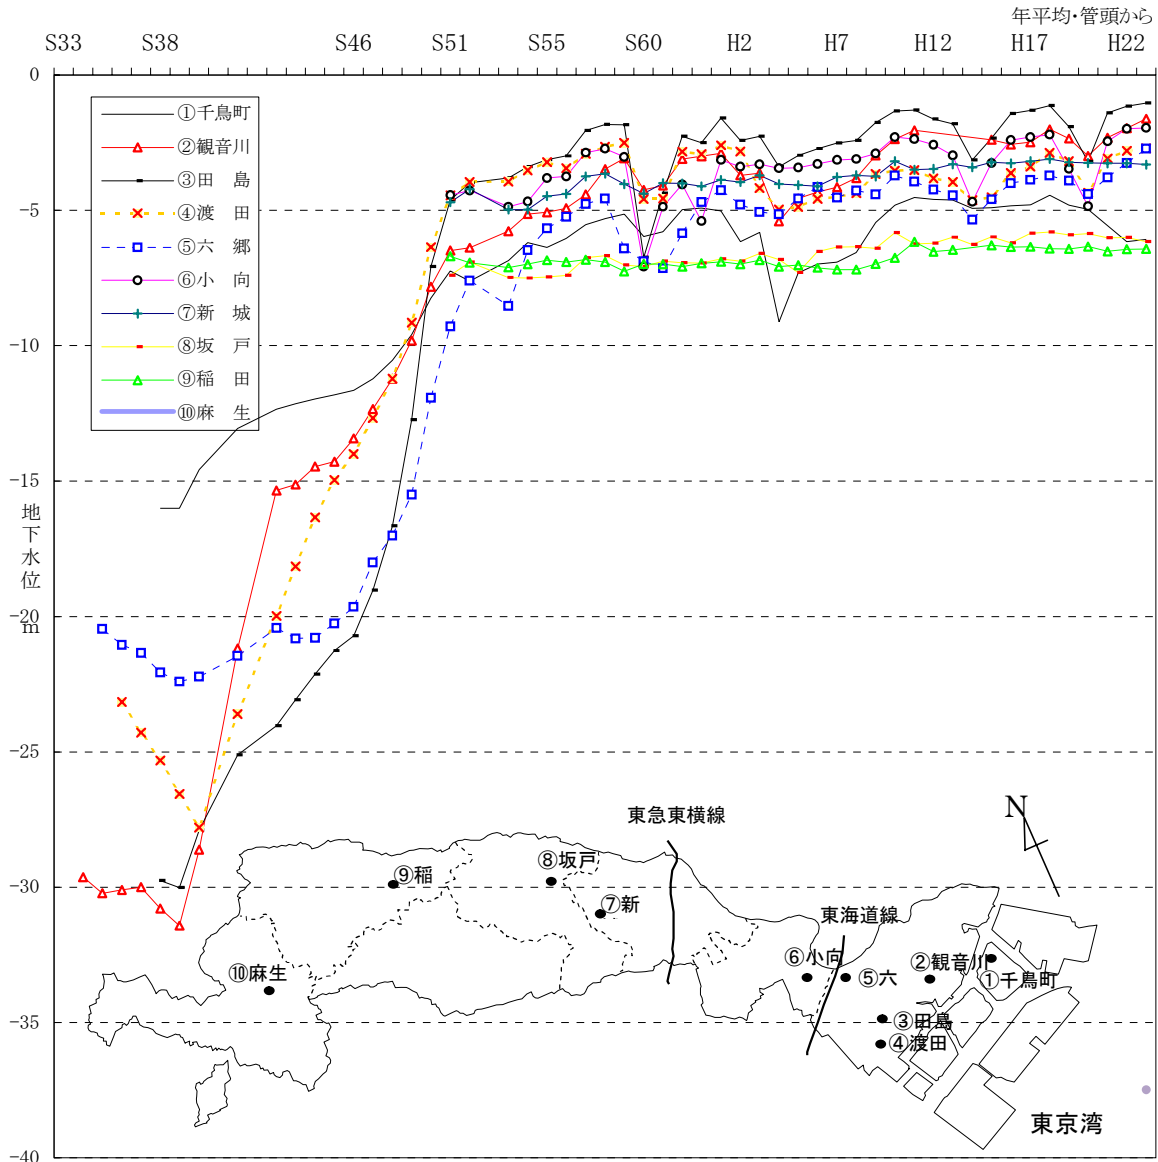 年平均・管頭から
S33 S38 S46 S51 S55 S60 H2 H7 H12 H17 H22
0
-5
-10
-15
-20
-25
-30
-35
-40
地下水位
m
①千鳥町
②観音川
③田　島
④渡　田
⑤六　郷
⑥小　向
⑦新　城
⑧坂　戸
⑨稲　田
⑩麻　生
東急東横線
N
⑧坂戸
⑨稲
⑦新
東海道線
⑥小向
⑤六
②観音川
①千鳥町
⑩麻生
③田島
④渡田
東京湾